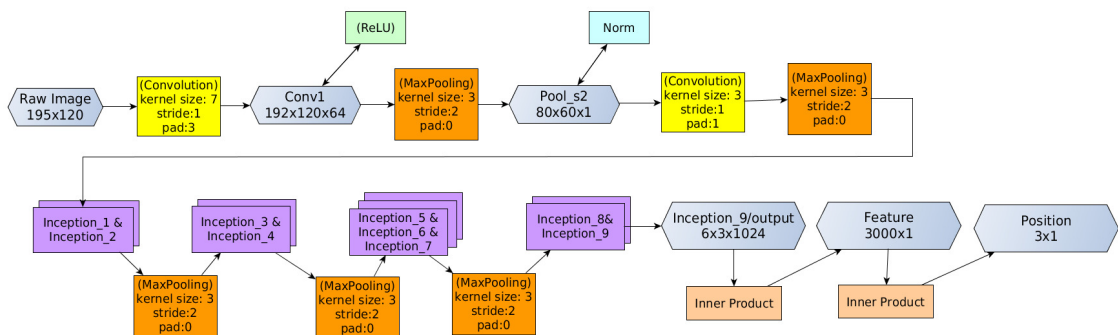 (ReLU)
Norm
Raw Image
195x120
(Convolution)
kernel size: 7
stride:1
pad:3
Conv1
192x120x64
(MaxPooling)
kernel size: 3
stride:2
pad:0
Pool_s2
80x60x1
(Convolution)
kernel size: 3
stride:1
pad:1
(MaxPooling)
kernel size: 3
stride:2
pad:0
Inception_1 &
Inception_2
(MaxPooling)
kernel size: 3
stride:2
pad:0
Inception_3 &
Inception_4
(MaxPooling)
kernel size: 3
stride:2
pad:0
Inception_5 &
Inception_6 &
Inception_7
(MaxPooling)
kernel size: 3
stride:2
pad:0
Inception_8&
Inception_9
Inception_9/output
6x3x1024
Inner Product
Feature
3000x1
Inner Product
Position
3x1